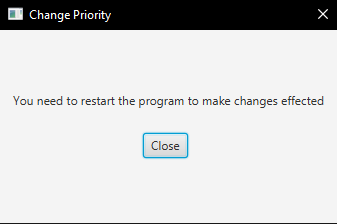 Change Priority
You need to restart the program to make changes effected
Close